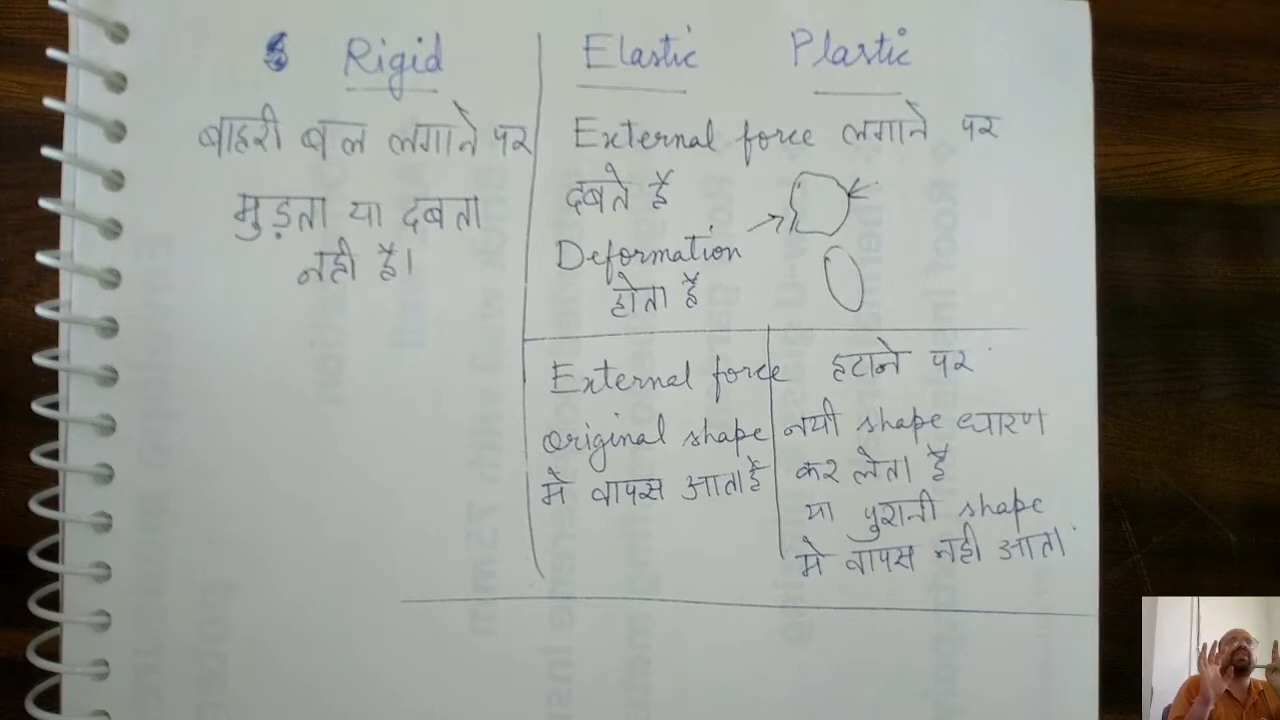 Rigid
बाहरी बल लगाने पर
मुड़ता या दबता
नही है।
Elastic Plastic
External force लगाने पर
दबते है
Deformation
होता है
External force हटाने पर
original shape
मे वापस आता है
नयी shape धारण
कर लेता है
या पुरानी shape
मे वापस नही आता